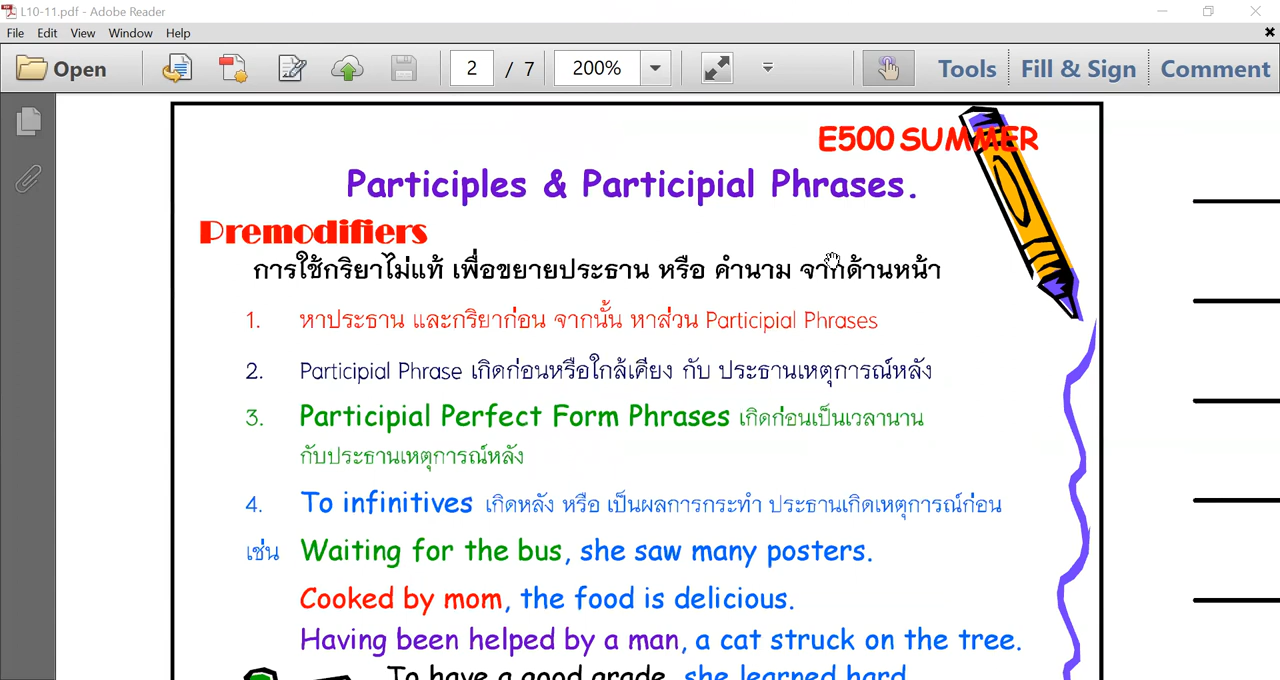 L10-11.pdf - Adobe Reader
File Edit View Window Help
Open 2 / 7 200% Tools Fill & Sign Comment
E500 SUMMER
Participles & Participial Phrases.
Premodifiers
การใช้กริยาไม่แท้ เพื่อขยายประธาน หรือ คำนาม จากด้านหน้า
1. หาประธาน และกริยาก่อน จากนั้น หาส่วน Participial Phrases
2. Participial Phrase เกิดก่อนหรือใกล้เคียง กับ ประธานเหตุการณ์หลัง
3. Participial Perfect Form Phrases เกิดก่อนเป็นเวลานาน
กับประธานเหตุการณ์หลัง
4. To infinitives เกิดหลัง หรือ เป็นผลการกระทำ ประธานเกิดเหตุการณ์ก่อน
เช่น Waiting for the bus, she saw many posters.
Cooked by mom, the food is delicious.
Having been helped by a man, a cat struck on the tree.
To have a good grade, she learned hard